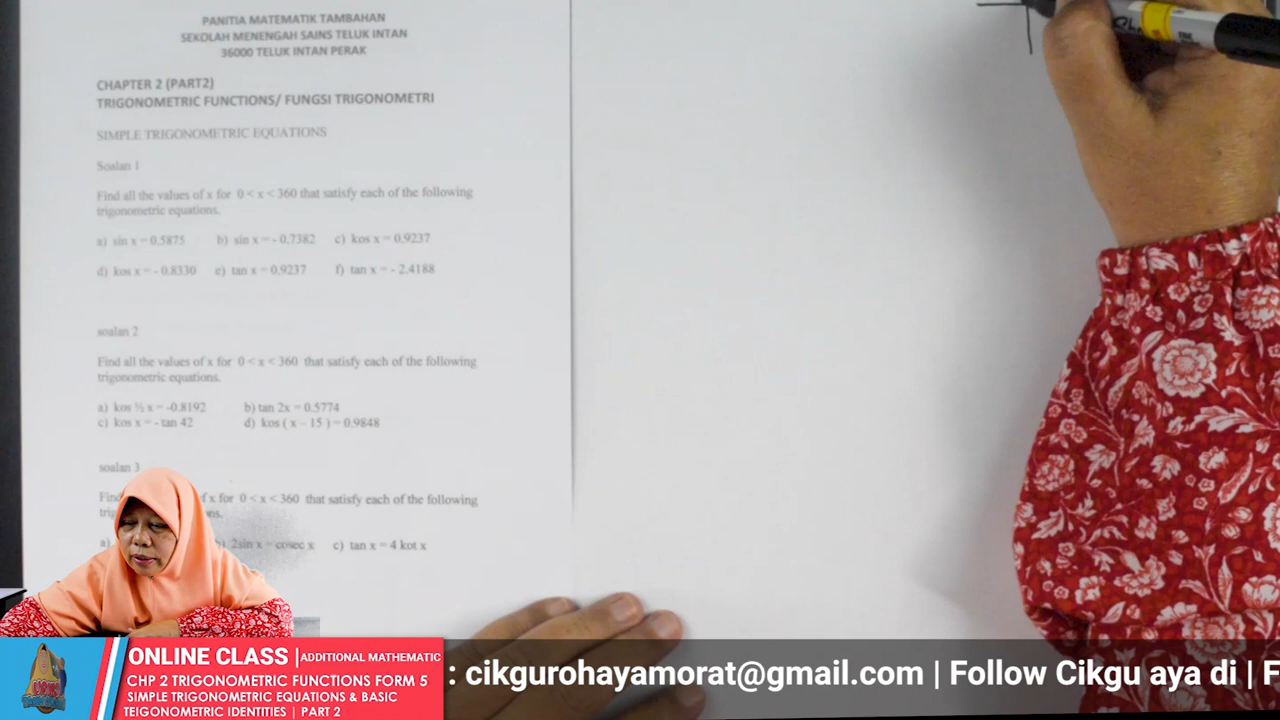 PANITIA MATEMATIK TAMBAHAN
SEKOLAH MENENGAH SAINS TELUK INTAN
36000 TELUK INTAN PERAK
CHAPTER 2 (PART2)
TRIGONOMETRIC FUNCTIONS/ FUNGSI TRIGONOMETRI
SIMPLE TRIGONOMETRIC EQUATIONS
Soalan 1
Find all the values of x for 0 < x < 360 that satisfy each of the following
trigonometric equations.
a) sin x = 0.5875 b) sin x = - 0.7382 c) kos x = 0.9237
d) kos x = - 0.8330 e) tan x = 0.9237 f) tan x = - 2.4188
soalan 2
Find all the values of x for 0 < x < 360 that satisfy each of the following
trigonometric equations.
a) kos ½ x = -0.8192 b) tan 2x = 0.5774
c) kos x = - tan 42 d) kos ( x – 15 ) = 0.9848
soalan 3
x for 0 < x < 360 that satisfy each of the following
a) 2sin x = cosec x c) tan x = 4 kot x
ONLINE CLASS | ADDITIONAL MATHEMATIC
CHP 2 TRIGONOMETRIC FUNCTIONS FORM 5
SIMPLE TRIGONOMETRIC EQUATIONS & BASIC
TEIGONOMETRIC IDENTITIES | PART 2
: cikgurohayamorat@gmail.com | Follow Cikgu aya di | F